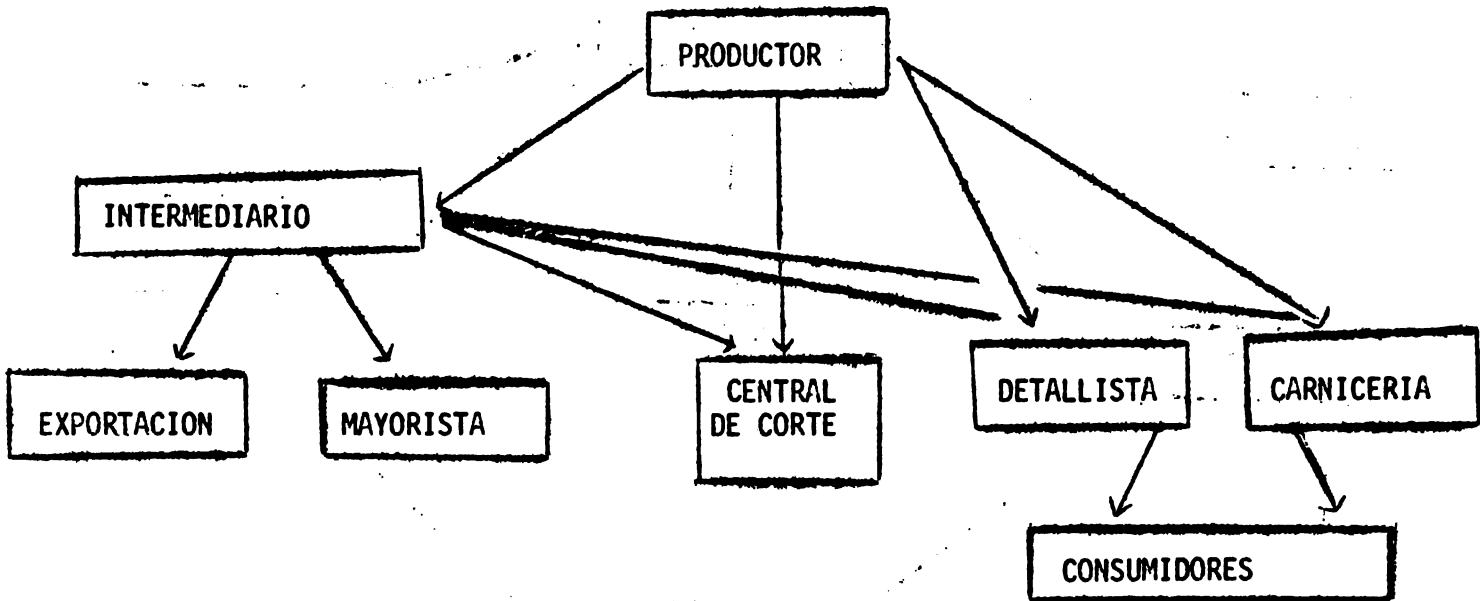 PRODUCTOR
INTERMEDIARIO
EXPORTACION
MAYORISTA
CENTRAL
DE CORTE
DETALLISTA
CARNICERIA
CONSUMIDORES